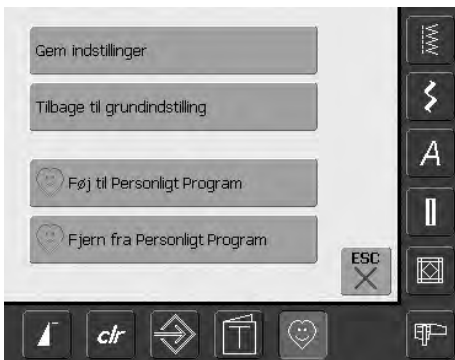 Gem indstillinger
Tilbage til grundindstilling
Føj til Personligt Program
Fjern fra Personligt Program
ESC
A
clr
T